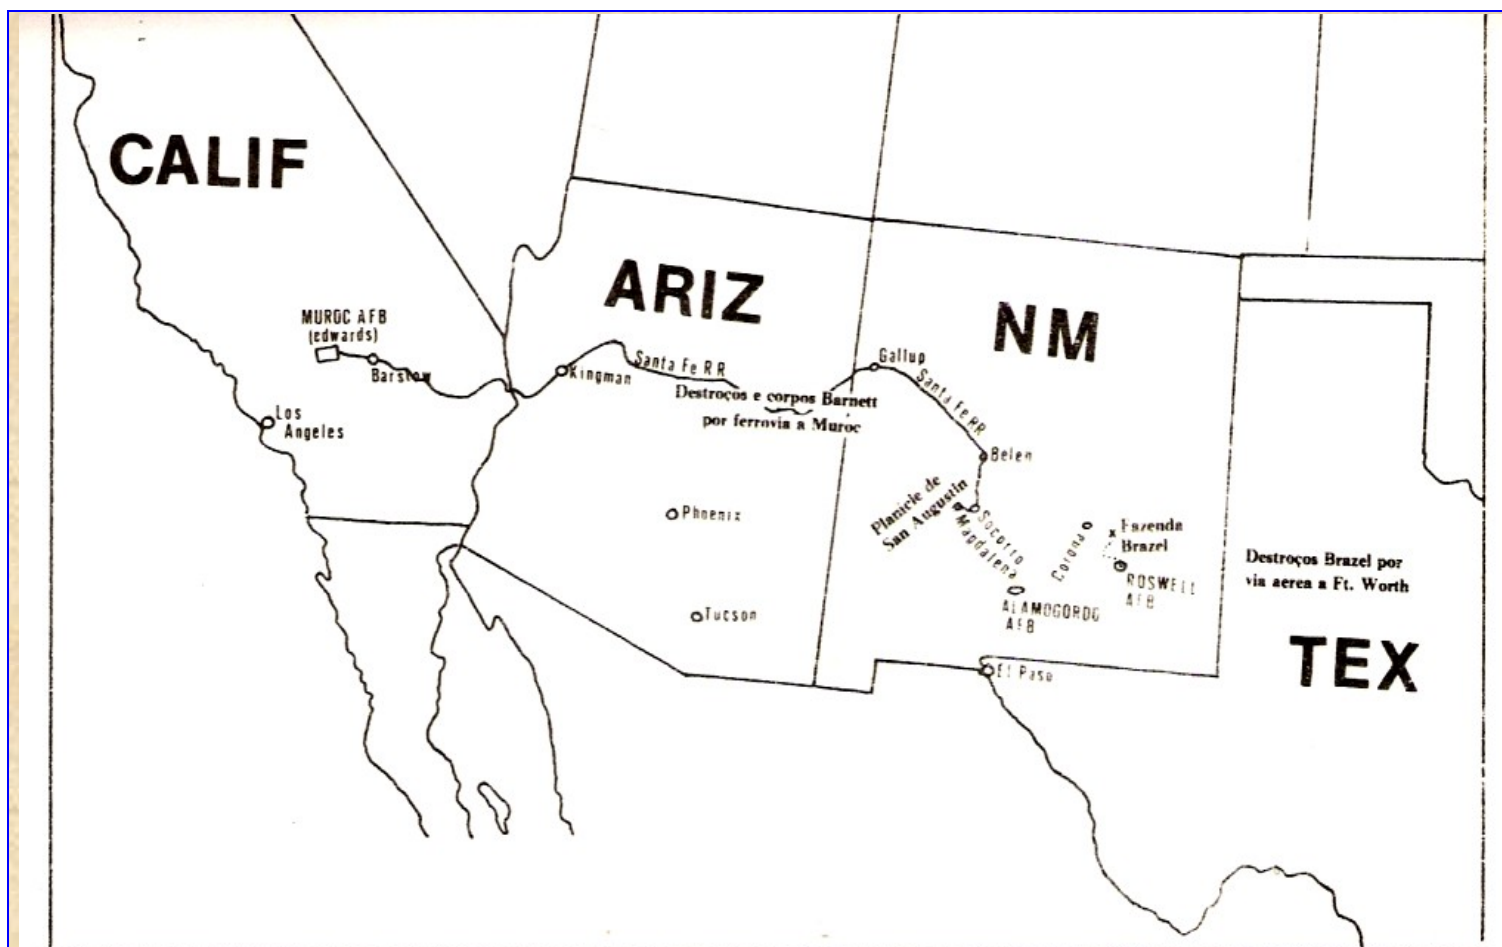 CALIF
ARIZ
NM
TEX
MUROC AFB
(edwards)
Barstow
Los
Angeles
Kingman
Santa Fe RR
Destroços e corpos Barnett
por ferrovia a Muroc
Gallup
Santa Fe RR
Belen
Planicie de
San Augustin
Socorro
Magdalena
Corona
Fazenda
Brazel
ROSWELL
AFB
ALAMOGORDO
AFB
Phoenix
Tucson
El Paso
Destroços Brazel por
via aerea a Ft. Worth